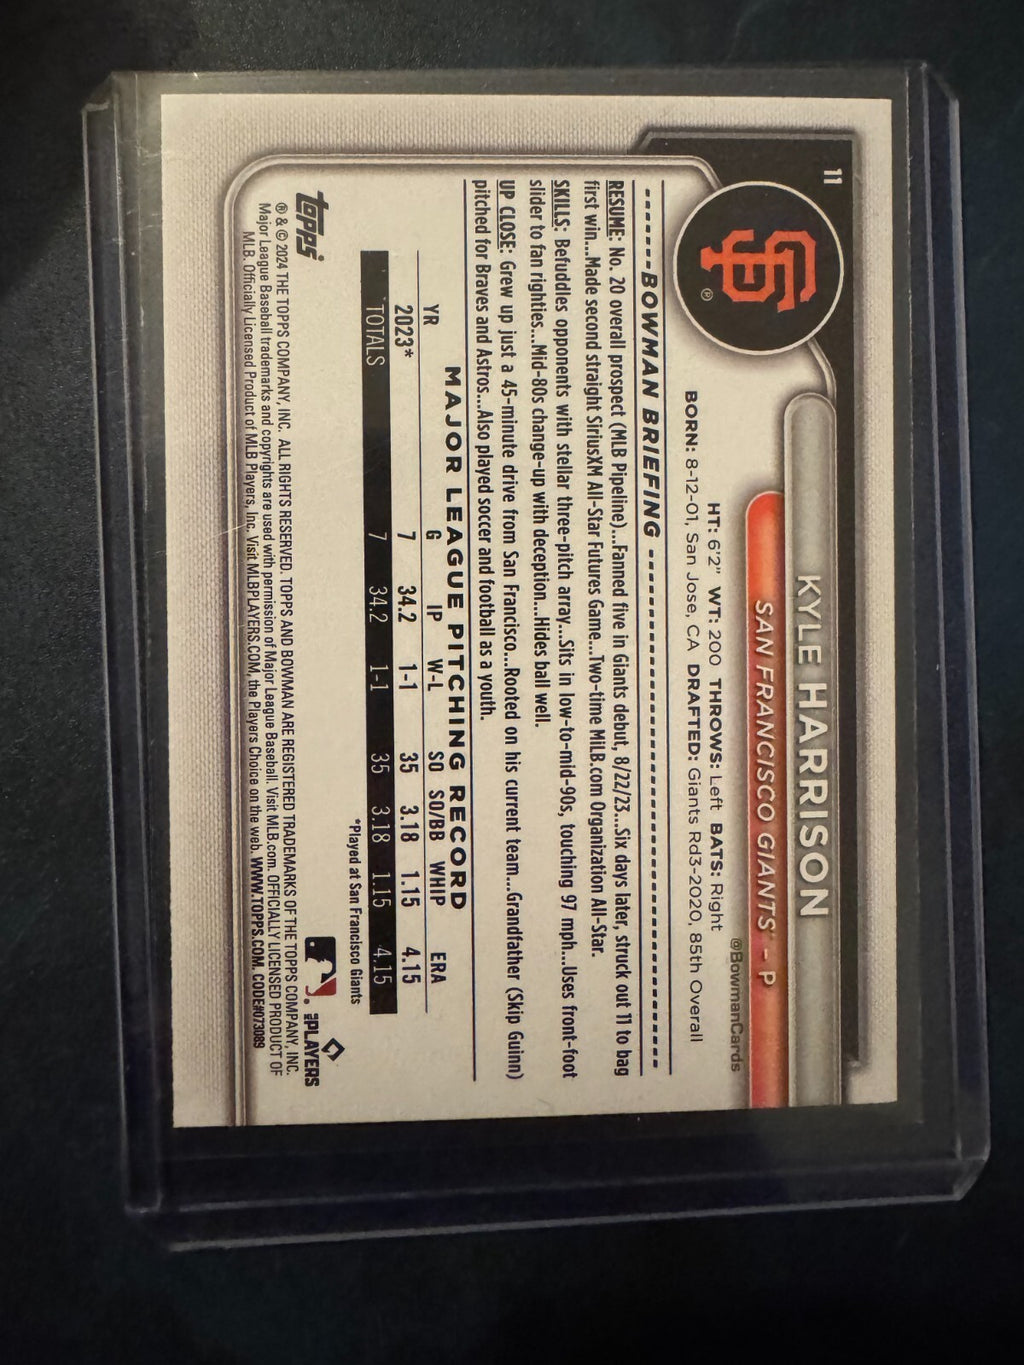 11
KYLE HARRISON
SAN FRANCISCO GIANTS® - P
@BowmanCards
HT: 6'2" WT: 200 THROWS: Left BATS: Right
BORN: 8-12-01, San Jose, CA DRAFTED: Giants Rd3-2020, 85th Overall
BOWMAN BRIEFING
RESUME: No. 20 overall prospect (MLB Pipeline)...Fanned five in Giants debut, 8/22/23...Six days later, struck out 11 to bag
first win...Made second straight SiriusXM All-Star Futures Game...Two-time MiLB.com Organization All-Star.
SKILLS: Befuddles opponents with stellar three-pitch array...Sits in low-to-mid-90s, touching 97 mph...Uses front-foot
slider to fan righties...Mid-80s change-up with deception...Hides ball well.
UP CLOSE: Grew up just a 45-minute drive from San Francisco...Rooted on his current team...Grandfather (Skip Guinn)
pitched for Braves and Astros...Also played soccer and football as a youth.
MAJOR LEAGUE PITCHING RECORD
YR G IP W-L SO SO/BB WHIP ERA
2023* 7 34.2 1-1 35 3.18 1.15 4.15
TOTALS 7 34.2 1-1 35 3.18 1.15 4.15
*Played at San Francisco Giants
topps
MLB PLAYERS
® & © 2024 THE TOPPS COMPANY, INC. ALL RIGHTS RESERVED. TOPPS AND BOWMAN ARE REGISTERED TRADEMARKS OF THE TOPPS COMPANY, INC.
Major League Baseball trademarks and copyrights are used with permission of Major League Baseball. Visit MLB.com. OFFICIALLY LICENSED PRODUCT OF
MLB. Officially Licensed Product of MLB Players, Inc. Visit MLBPLAYERS.COM, the Players Choice on the web. WWW.TOPPS.COM. CODE#073089